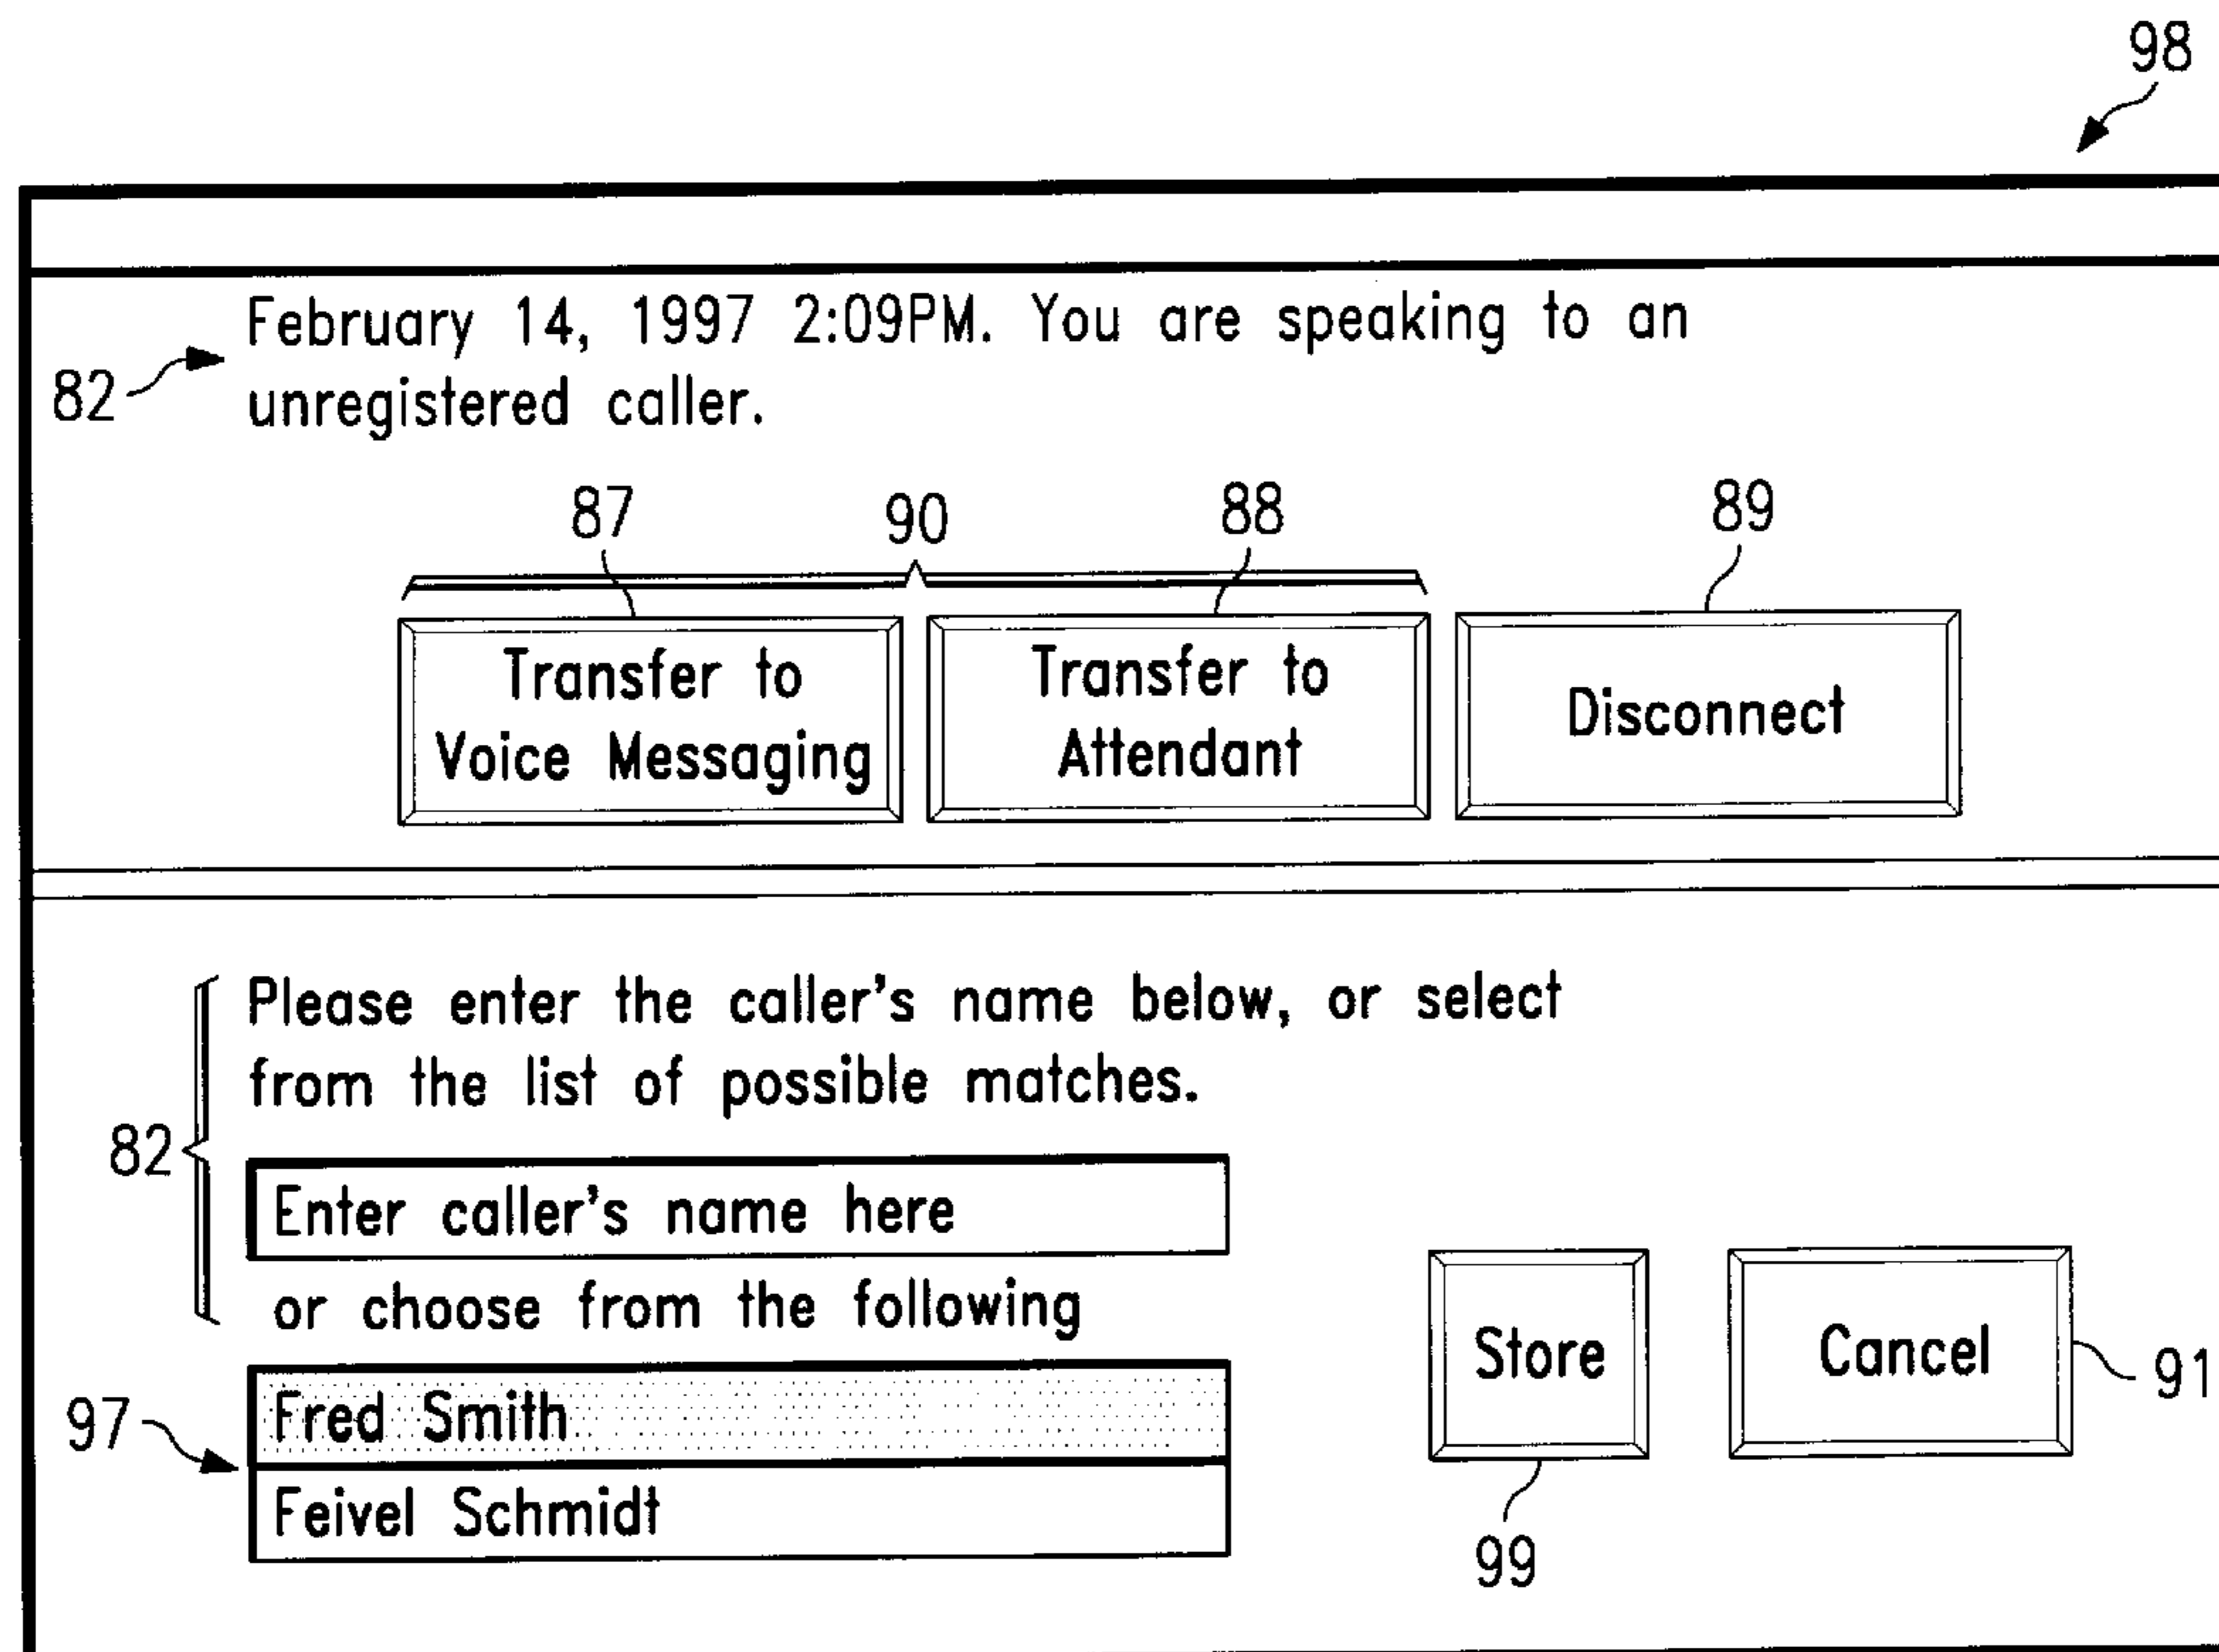 98
February 14, 1997 2:09PM. You are speaking to an
82
unregistered caller.
87
90
88
89
Transfer to
Voice Messaging
Transfer to
Attendant
Disconnect
Please enter the caller's name below, or select
from the list of possible matches.
82
Enter caller's name here
or choose from the following
Store
Cancel
91
97
Fred Smith
Feivel Schmidt
99